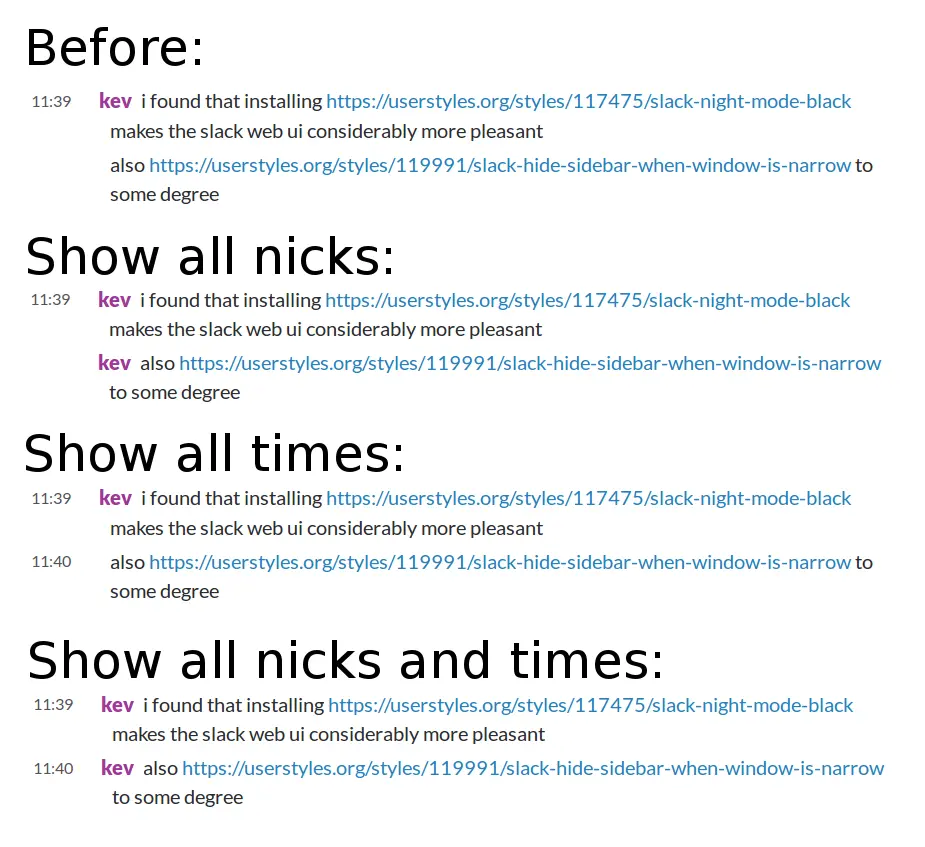 Before:
11:39 kev i found that installing https://userstyles.org/styles/117475/slack-night-mode-black
makes the slack web ui considerably more pleasant
also https://userstyles.org/styles/119991/slack-hide-sidebar-when-window-is-narrow to
some degree
Show all nicks:
11:39 kev i found that installing https://userstyles.org/styles/117475/slack-night-mode-black
makes the slack web ui considerably more pleasant
kev also https://userstyles.org/styles/119991/slack-hide-sidebar-when-window-is-narrow
to some degree
Show all times:
11:39 kev i found that installing https://userstyles.org/styles/117475/slack-night-mode-black
makes the slack web ui considerably more pleasant
11:40 also https://userstyles.org/styles/119991/slack-hide-sidebar-when-window-is-narrow to
some degree
Show all nicks and times:
11:39 kev i found that installing https://userstyles.org/styles/117475/slack-night-mode-black
makes the slack web ui considerably more pleasant
11:40 kev also https://userstyles.org/styles/119991/slack-hide-sidebar-when-window-is-narrow
to some degree